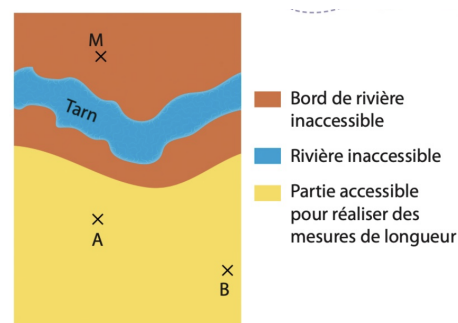 M
Tarn
A
B
Bord de rivière
inaccessible
Rivière inaccessible
Partie accessible
pour réaliser des
mesures de longueur